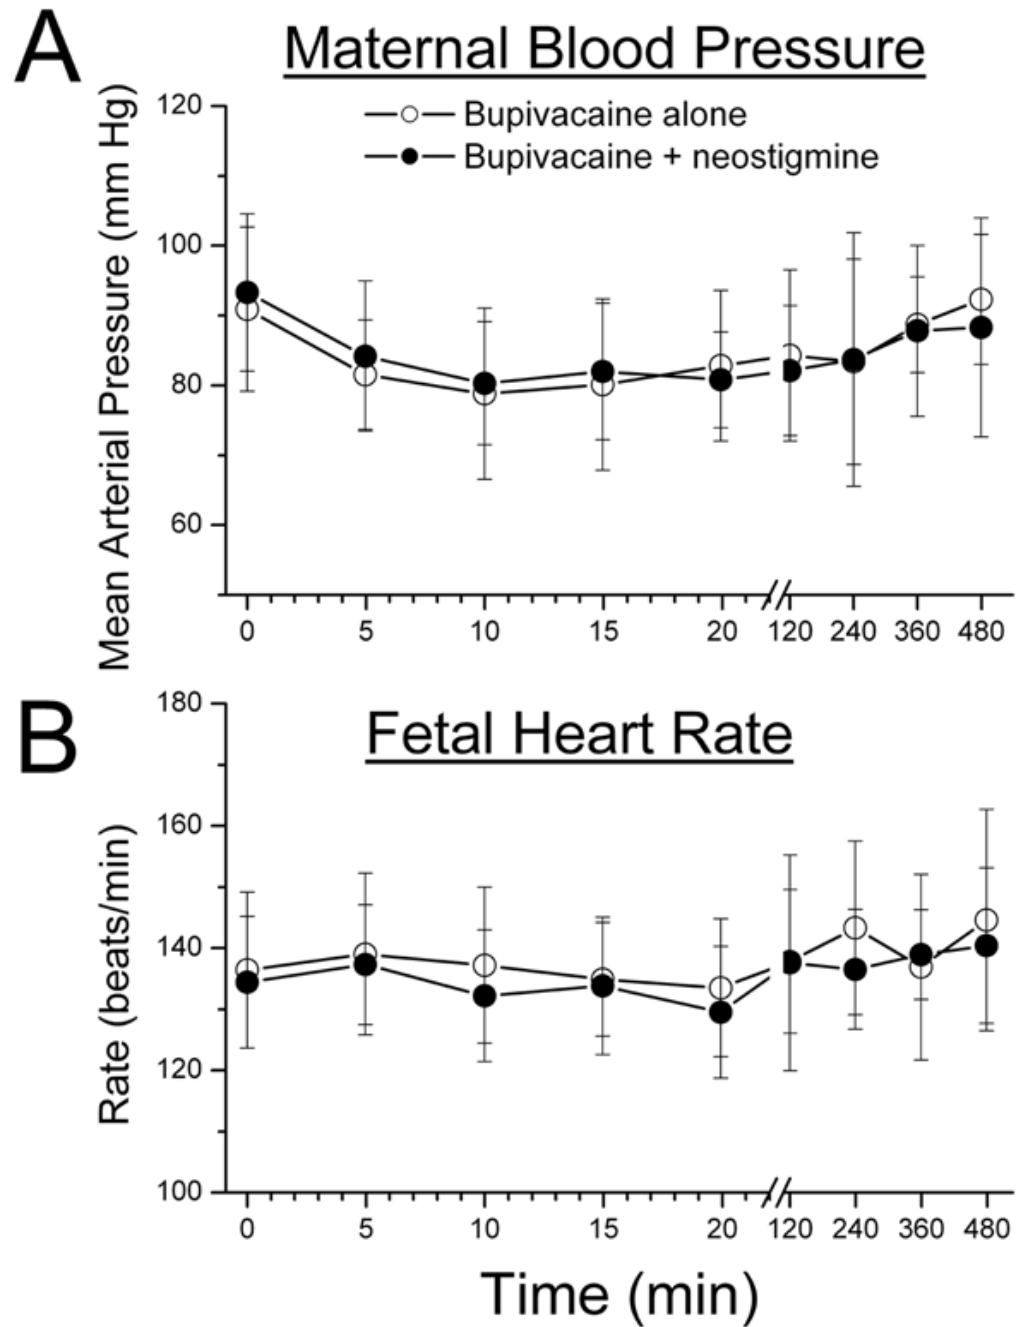 A
Maternal Blood Pressure
Bupivacaine alone
Bupivacaine + neostigmine
Mean Arterial Pressure (mm Hg)
120
100
80
60
0 5 10 15 20 120 240 360 480
B
Fetal Heart Rate
Rate (beats/min)
180
160
140
120
100
0 5 10 15 20 120 240 360 480
Time (min)